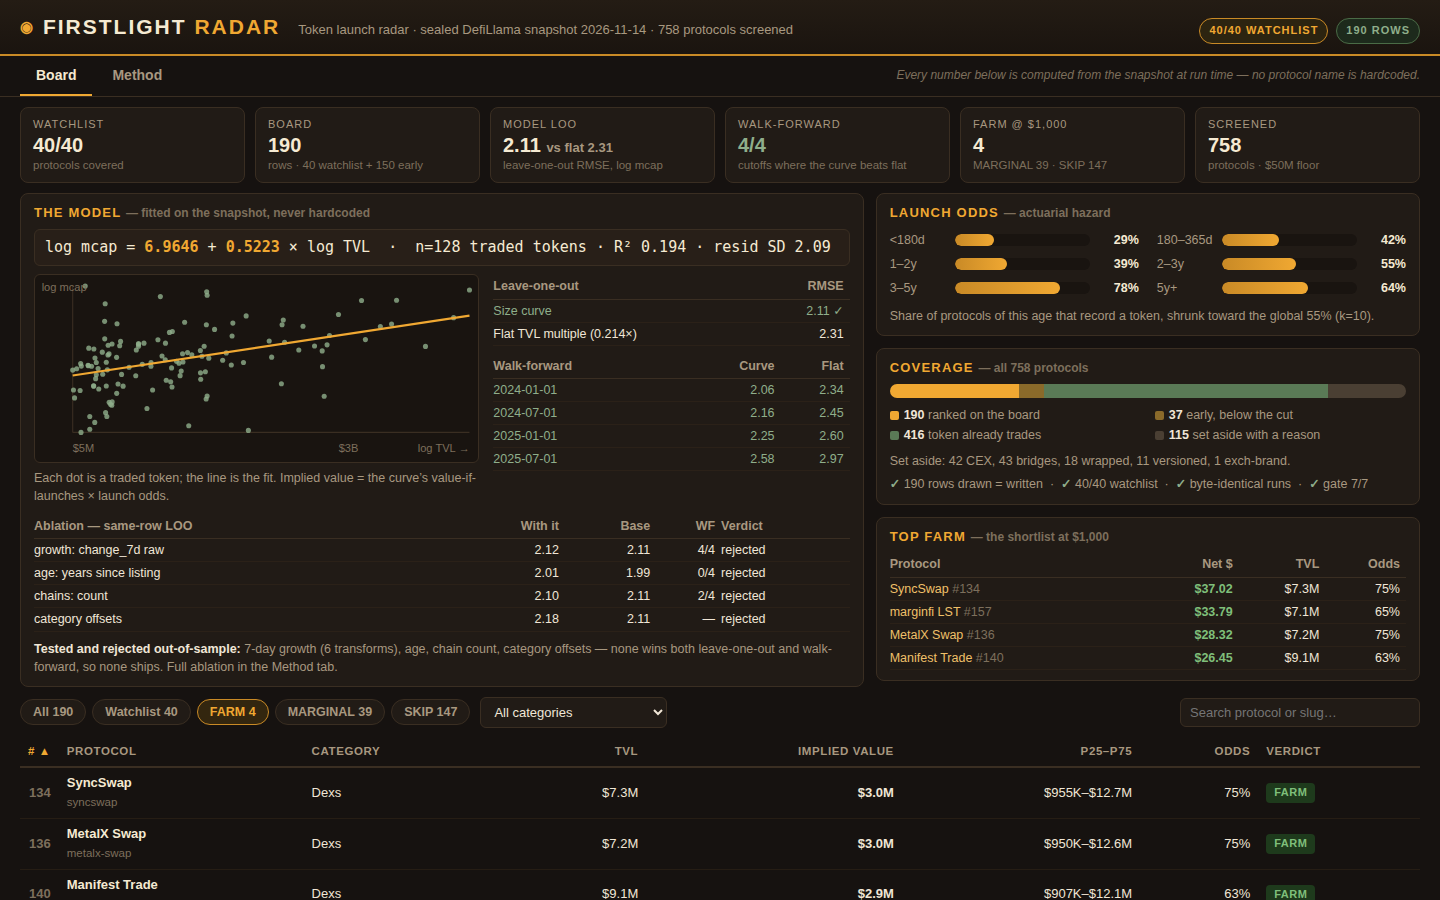 ◉ FIRSTLIGHT RADAR
Token launch radar · sealed DefiLlama snapshot 2026-11-14 · 758 protocols screened
40/40 WATCHLIST
190 ROWS
Board
Method
Every number below is computed from the snapshot at run time — no protocol name is hardcoded.
WATCHLIST
40/40
protocols covered
BOARD
190
rows · 40 watchlist + 150 early
MODEL LOO
2.11 vs flat 2.31
leave-one-out RMSE, log mcap
WALK-FORWARD
4/4
cutoffs where the curve beats flat
FARM @ $1,000
4
MARGINAL 39 · SKIP 147
SCREENED
758
protocols · $50M floor
THE MODEL — fitted on the snapshot, never hardcoded
log mcap = 6.9646 + 0.5223 × log TVL · n=128 traded tokens · R² 0.194 · resid SD 2.09
log mcap
$5M
$3B
log TVL →
Each dot is a traded token; the line is the fit. Implied value = the curve's value-if-
launches × launch odds.
Leave-one-out RMSE
Size curve 2.11 ✓
Flat TVL multiple (0.214×) 2.31
Walk-forward Curve Flat
2024-01-01 2.06 2.34
2024-07-01 2.16 2.45
2025-01-01 2.25 2.60
2025-07-01 2.58 2.97
Ablation — same-row LOO With it Base WF Verdict
growth: change_7d raw 2.12 2.11 4/4 rejected
age: years since listing 2.01 1.99 0/4 rejected
chains: count 2.10 2.11 2/4 rejected
category offsets 2.18 2.11 — rejected
Tested and rejected out-of-sample: 7-day growth (6 transforms), age, chain count, category offsets — none wins both leave-one-out and walk-
forward, so none ships. Full ablation in the Method tab.
LAUNCH ODDS — actuarial hazard
<180d 29% 180–365d 42%
1–2y 39% 2–3y 55%
3–5y 78% 5y+ 64%
Share of protocols of this age that record a token, shrunk toward the global 55% (k=10).
COVERAGE — all 758 protocols
190 ranked on the board
37 early, below the cut
416 token already trades
115 set aside with a reason
Set aside: 42 CEX, 43 bridges, 18 wrapped, 11 versioned, 1 exch-brand.
✓ 190 rows drawn = written · ✓ 40/40 watchlist · ✓ byte-identical runs · ✓ gate 7/7
TOP FARM — the shortlist at $1,000
Protocol Net $ TVL Odds
SyncSwap #134 $37.02 $7.3M 75%
marginfi LST #157 $33.79 $7.1M 65%
MetalX Swap #136 $28.32 $7.2M 75%
Manifest Trade #140 $26.45 $9.1M 63%
All 190
Watchlist 40
FARM 4
MARGINAL 39
SKIP 147
All categories
Search protocol or slug…
# ▲ PROTOCOL CATEGORY TVL IMPLIED VALUE P25–P75 ODDS VERDICT
134 SyncSwap Dexs $7.3M $3.0M $955K–$12.7M 75% FARM
syncswap
136 MetalX Swap Dexs $7.2M $3.0M $950K–$12.6M 75% FARM
metalx-swap
140 Manifest Trade Dexs $9.1M $2.9M $907K–$12.1M 63% FARM